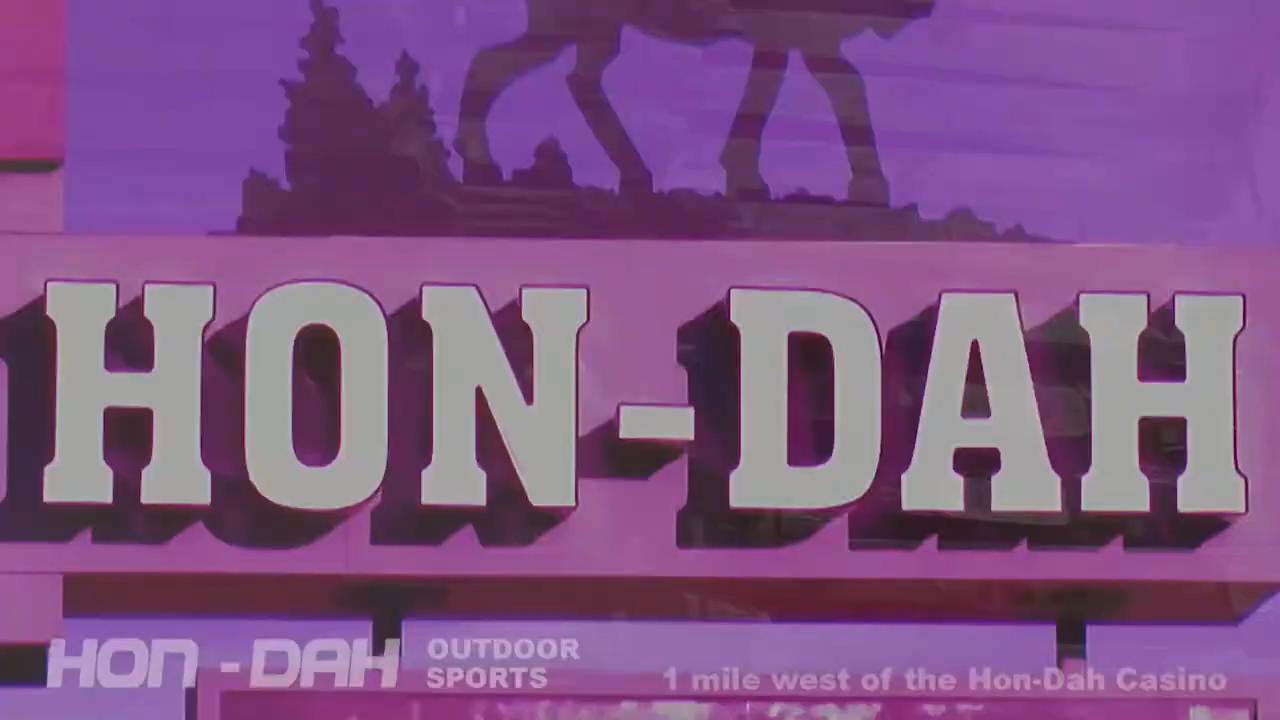 HON-DAH
HON - DAH OUTDOOR SPORTS
1 mile west of the Hon-Dah Casino